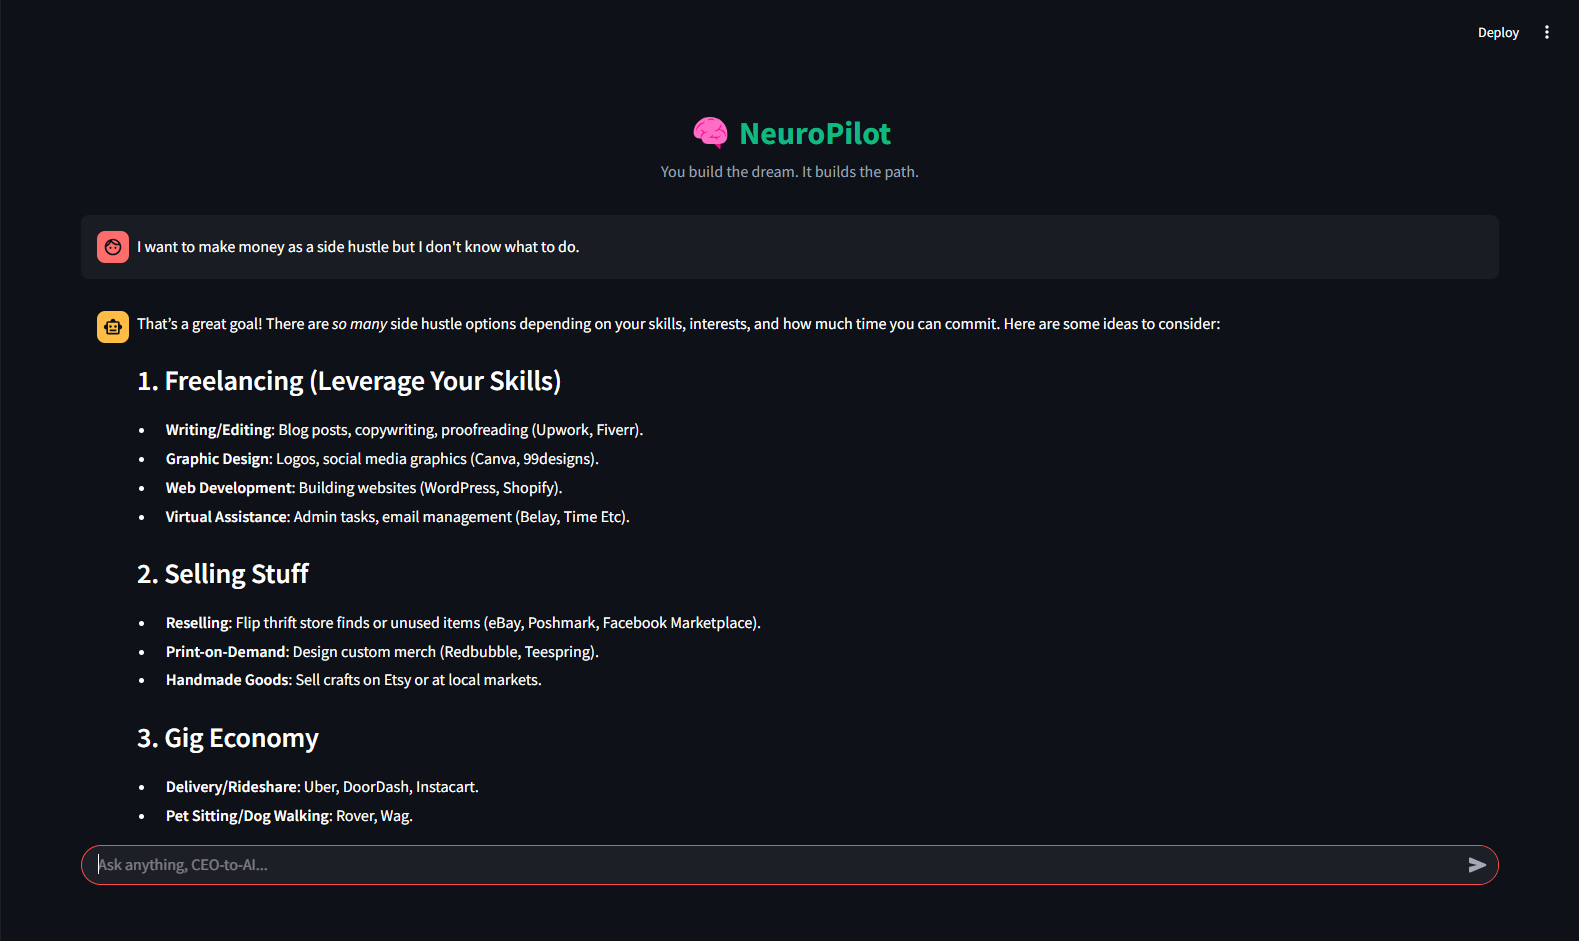 Deploy
NeuroPilot
You build the dream. It builds the path.
I want to make money as a side hustle but I don't know what to do.
That’s a great goal! There are so many side hustle options depending on your skills, interests, and how much time you can commit. Here are some ideas to consider:
1. Freelancing (Leverage Your Skills)
• Writing/Editing: Blog posts, copywriting, proofreading (Upwork, Fiverr).
• Graphic Design: Logos, social media graphics (Canva, 99designs).
• Web Development: Building websites (WordPress, Shopify).
• Virtual Assistance: Admin tasks, email management (Belay, Time Etc).
2. Selling Stuff
• Reselling: Flip thrift store finds or unused items (eBay, Poshmark, Facebook Marketplace).
• Print-on-Demand: Design custom merch (Redbubble, Teespring).
• Handmade Goods: Sell crafts on Etsy or at local markets.
3. Gig Economy
• Delivery/Rideshare: Uber, DoorDash, Instacart.
• Pet Sitting/Dog Walking: Rover, Wag.
Ask anything, CEO-to-AI...